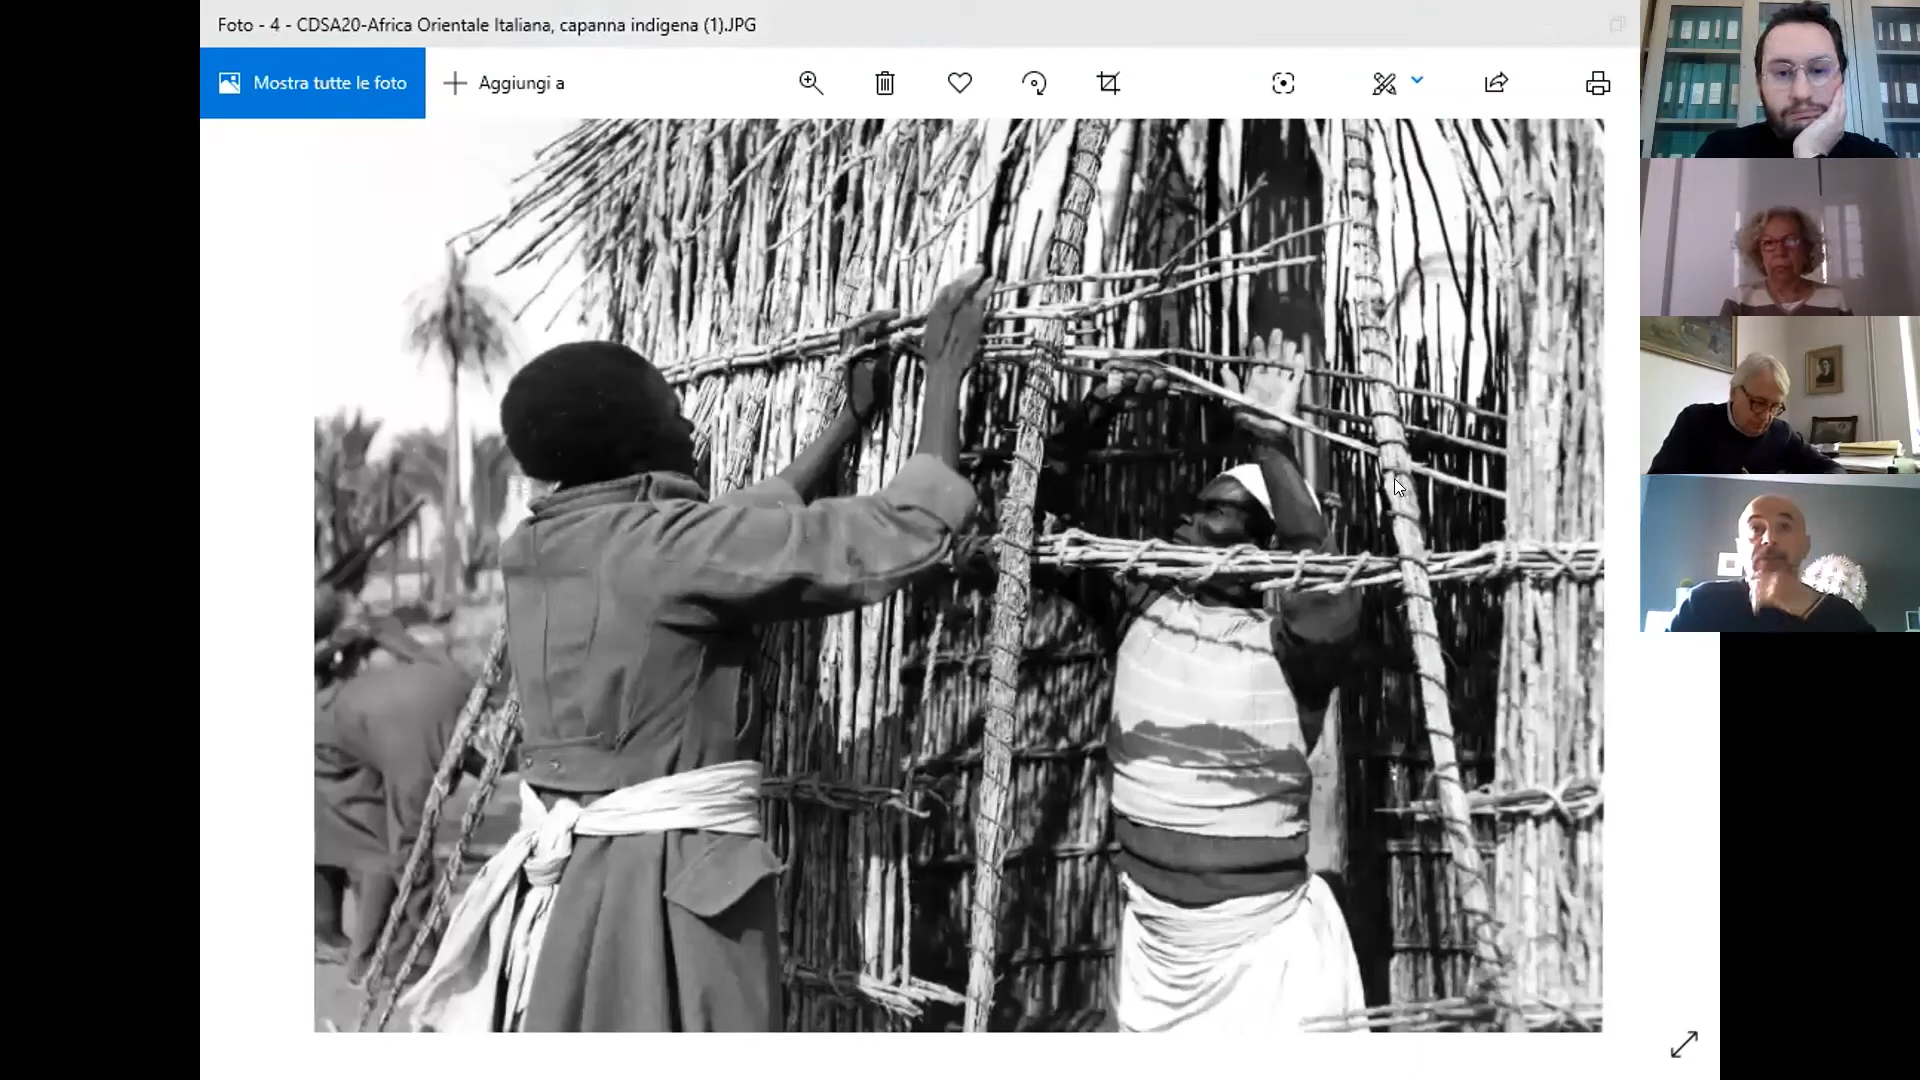 Foto - 4 - CDSA20-Africa Orientale Italiana, capanna indigena (1).JPG
Mostra tutte le foto
Aggiungi a